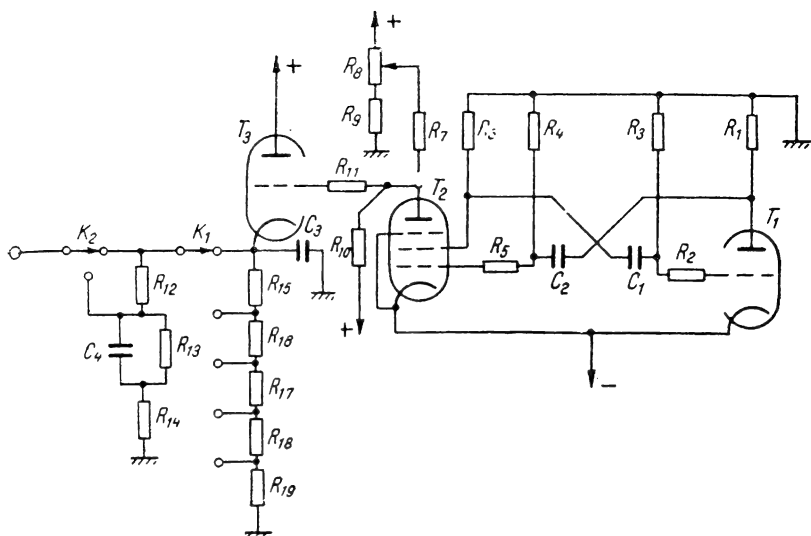 +
+
R8
R9
R7
R4
R3
R1
T3
R11
T2
T1
K2
K1
C3
R10
R5
C2
C1
R2
R12
R15
+
−
C4
R13
R18
R17
R14
R18
R19